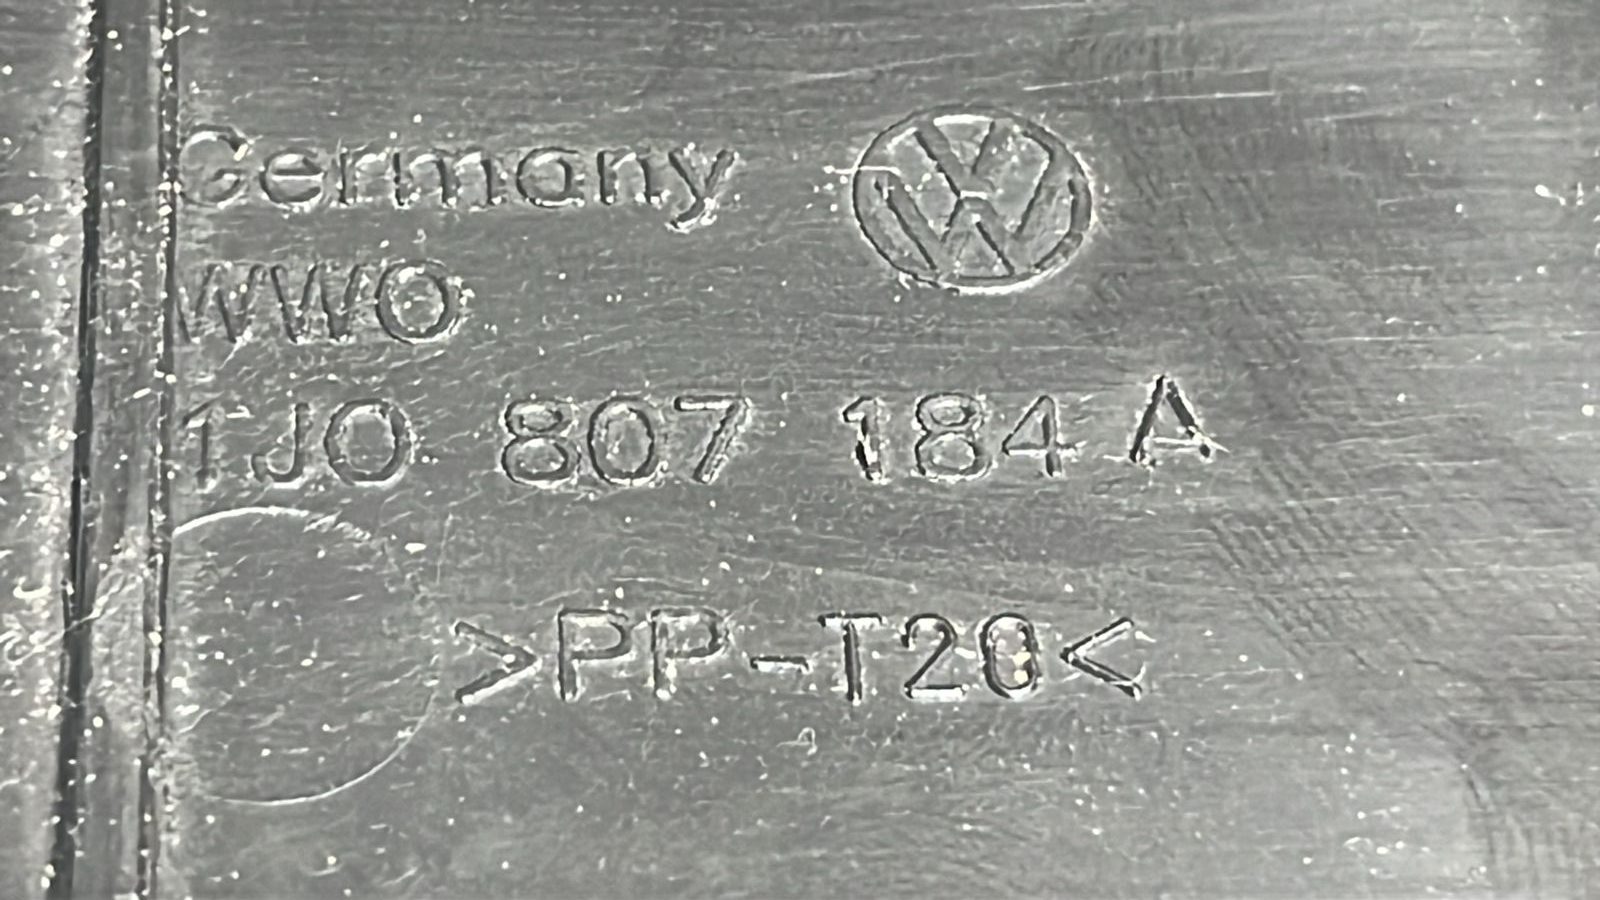 Germany
WWO
1J0 807 184 A
>PP-T20<